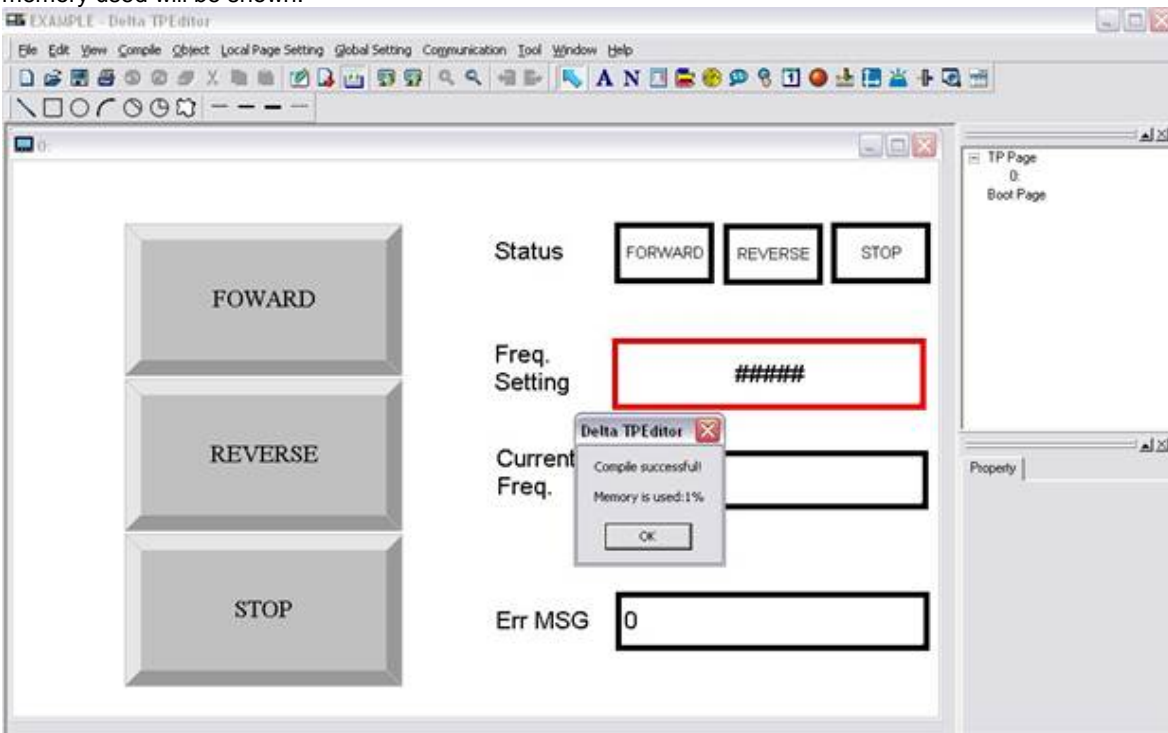 memory used will be shown.
EXAMPLE - Delta TPEditor
File Edit View Compile Object Local Page Setting Global Setting Communication Tool Window Help
0:
TP Page
0:
Boot Page
Status
FORWARD
REVERSE
STOP
FOWARD
Freq.
Setting
#####
REVERSE
Current
Freq.
Delta TPEditor
Compile successful!
Memory is used:1%
OK
Property
STOP
Err MSG
0